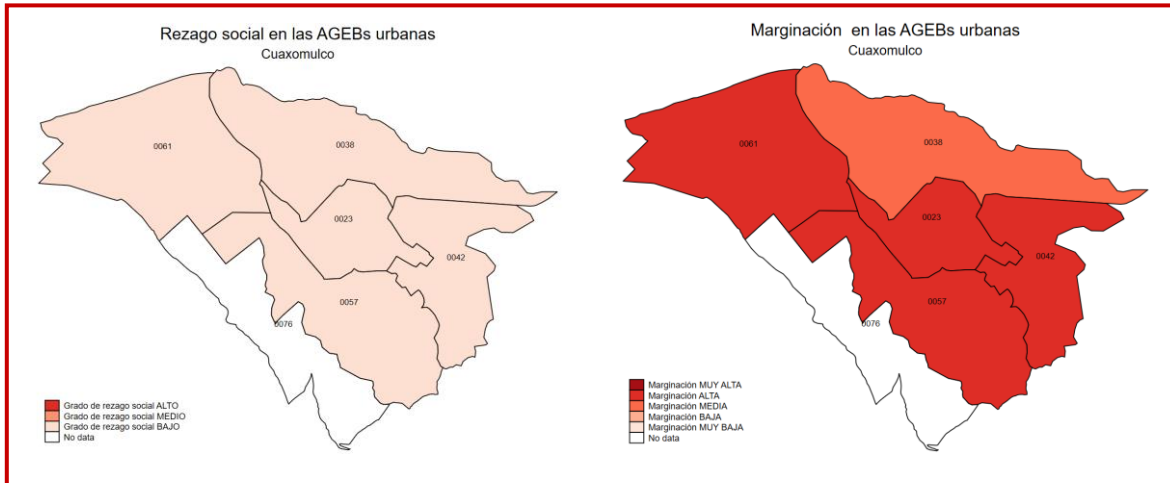 Rezago social en las AGEBs urbanas
Cuaxomulco
0061
0038
0023
0042
0057
0076
Grado de rezago social ALTO
Grado de rezago social MEDIO
Grado de rezago social BAJO
No data
Marginación en las AGEBs urbanas
Cuaxomulco
0061
0038
0023
0042
0057
0076
Marginación MUY ALTA
Marginación ALTA
Marginación MEDIA
Marginación BAJA
Marginación MUY BAJA
No data